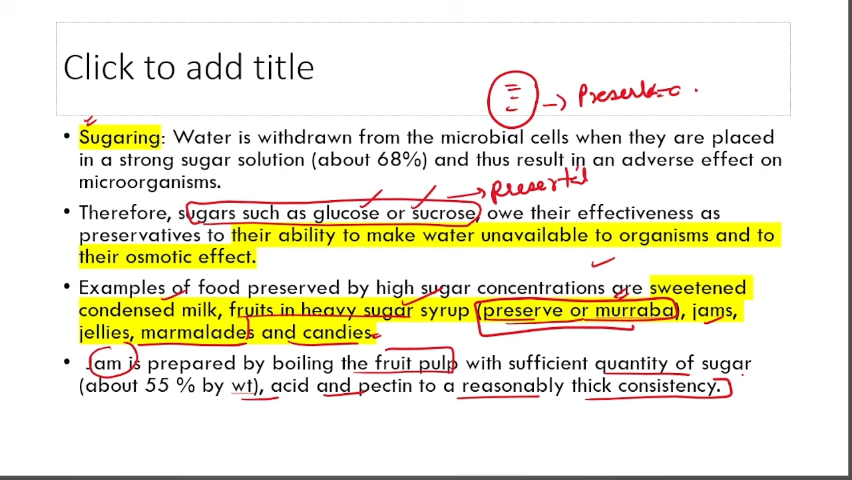 Click to add title
• Sugaring: Water is withdrawn from the microbial cells when they are placed
in a strong sugar solution (about 68%) and thus result in an adverse effect on
microorganisms.
• Therefore, sugars such as glucose or sucrose, owe their effectiveness as
preservatives to their ability to make water unavailable to organisms and to
their osmotic effect.
• Examples of food preserved by high sugar concentrations are sweetened
condensed milk, fruits in heavy sugar syrup (preserve or murraba), jams,
jellies, marmalades and candies.
• Jam is prepared by boiling the fruit pulp with sufficient quantity of sugar
(about 55 % by wt), acid and pectin to a reasonably thick consistency.